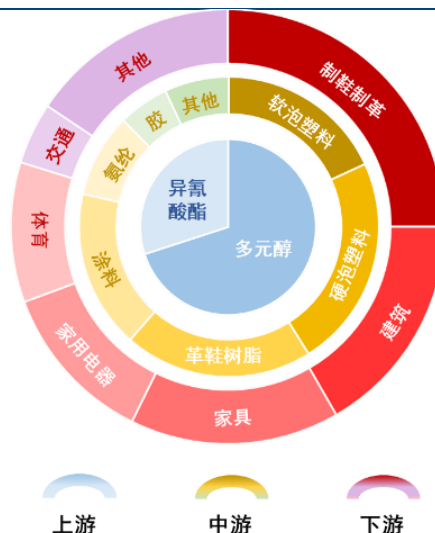 其他
制鞋制革
交通
氨纶
胶
其他
软泡塑料
异氰
酸酯
多元醇
体育
涂料
硬泡塑料
革鞋树脂
建筑
家用电器
家具
上游
中游
下游